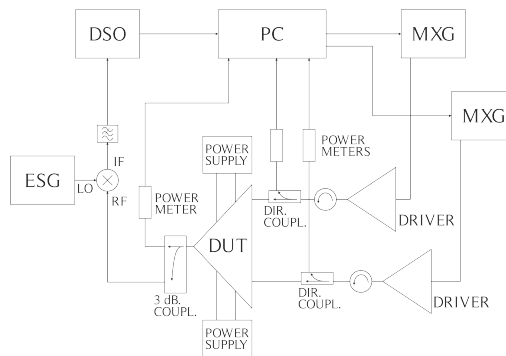 DSO
PC
MXG
MXG
POWER
SUPPLY
POWER
METERS
IF
ESG
LO
RF
POWER
METER
DIR.
COUPL.
DRIVER
DUT
3 dB.
COUPL.
DIR.
COUPL.
DRIVER
POWER
SUPPLY